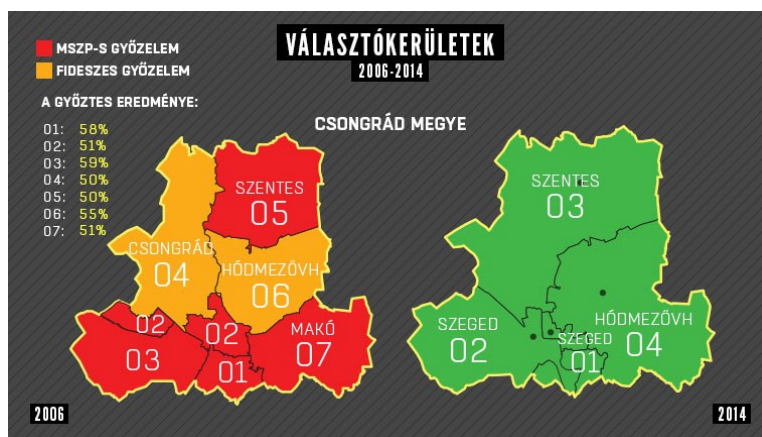 VÁLASZTÓKERÜLETEK
2006-2014
MSZP-S GYŐZELEM
FIDESZES GYŐZELEM
A GYŐZTES EREDMÉNYE:
01: 58%
02: 51%
03: 59%
04: 50%
05: 50%
06: 55%
07: 51%
CSONGRÁD MEGYE
SZENTES
05
CSONGRÁD
04
HÓDMEZŐVH
06
02
02
03
01
MAKÓ
07
2006
SZENTES
03
SZEGED
02
SZEGED
01
HÓDMEZŐVH
04
2014